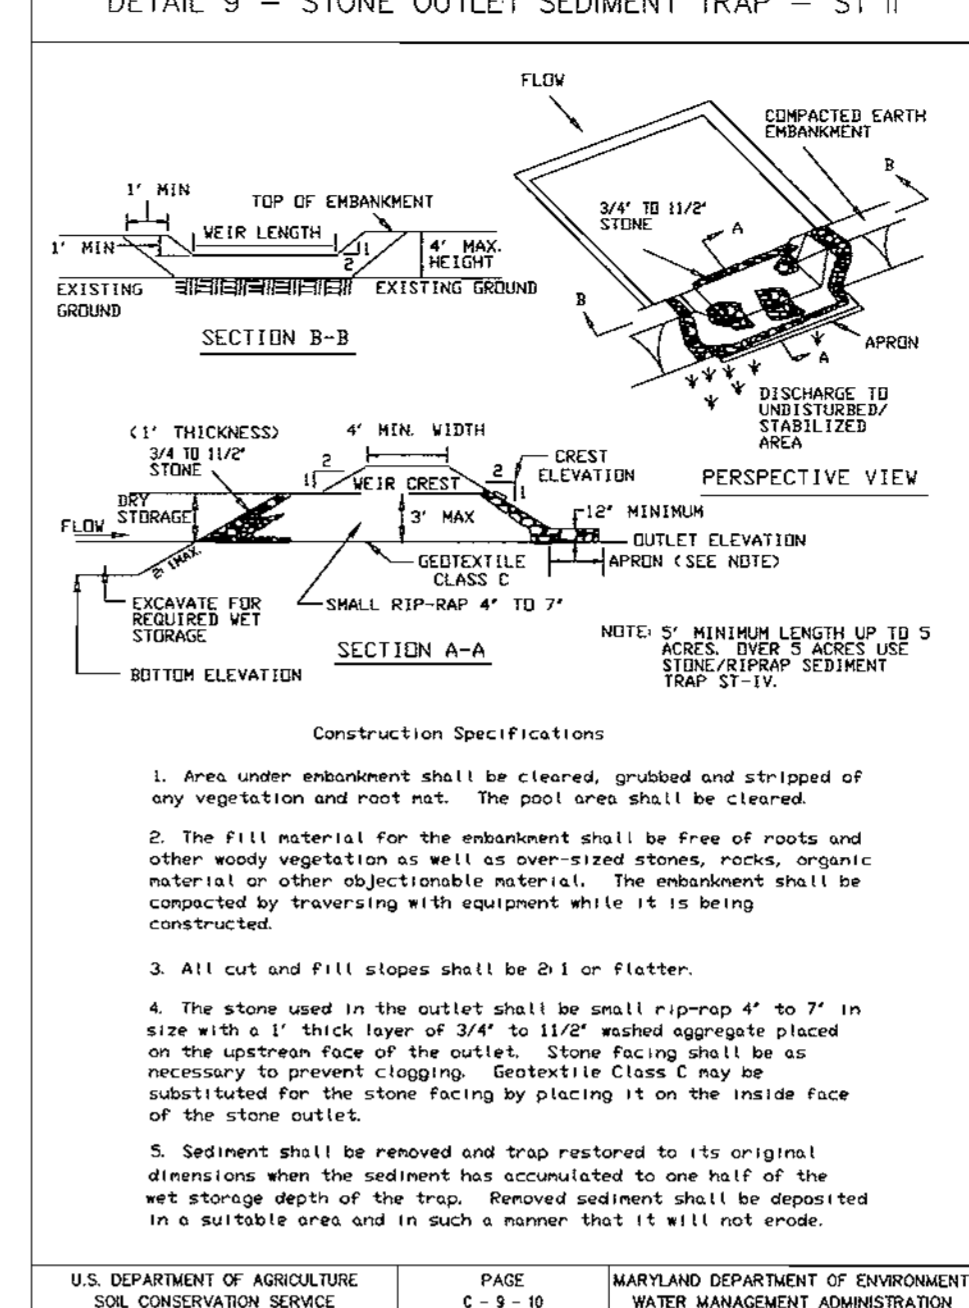 DETAIL 9 - STONE OUTLET SEDIMENT TRAP - ST II
FLOW
COMPACTED EARTH
EMBANKMENT
B
1' MIN
TOP OF EMBANKMENT
3/4" TO 11/2"
STONE
A
WEIR LENGTH
1' MIN
1
2
4' MAX.
HEIGHT
EXISTING
GROUND
EXISTING GROUND
B
SECTION B-B
APRON
A
DISCHARGE TO
UNDISTURBED/
STABILIZED
AREA
PERSPECTIVE VIEW
(1' THICKNESS)
3/4 TO 11/2"
STONE
4' MIN. WIDTH
2
1
WEIR CREST
2
1
CREST
ELEVATION
DRY
STORAGE
FLOW
3' MAX
12" MINIMUM
OUTLET ELEVATION
2:1MAX.
GEOTEXTILE
CLASS C
APRON (SEE NOTE)
EXCAVATE FOR
REQUIRED WET
STORAGE
SMALL RIP-RAP 4" TO 7"
SECTION A-A
BOTTOM ELEVATION
NOTE: 5' MINIMUM LENGTH UP TO 5
ACRES. OVER 5 ACRES USE
STONE/RIPRAP SEDIMENT
TRAP ST-IV.
Construction Specifications
1. Area under embankment shall be cleared, grubbed and stripped of
any vegetation and root mat. The pool area shall be cleared.
2. The fill material for the embankment shall be free of roots and
other woody vegetation as well as over-sized stones, rocks, organic
material or other objectionable material. The embankment shall be
compacted by traversing with equipment while it is being
constructed.
3. All cut and fill slopes shall be 2:1 or flatter.
4. The stone used in the outlet shall be small rip-rap 4" to 7" in
size with a 1' thick layer of 3/4" to 11/2" washed aggregate placed
on the upstream face of the outlet. Stone facing shall be as
necessary to prevent clogging. Geotextile Class C may be
substituted for the stone facing by placing it on the inside face
of the stone outlet.
5. Sediment shall be removed and trap restored to its original
dimensions when the sediment has accumulated to one half of the
wet storage depth of the trap. Removed sediment shall be deposited
in a suitable area and in such a manner that it will not erode.
U.S. DEPARTMENT OF AGRICULTURE
SOIL CONSERVATION SERVICE
PAGE
C - 9 - 10
MARYLAND DEPARTMENT OF ENVIRONMENT
WATER MANAGEMENT ADMINISTRATION